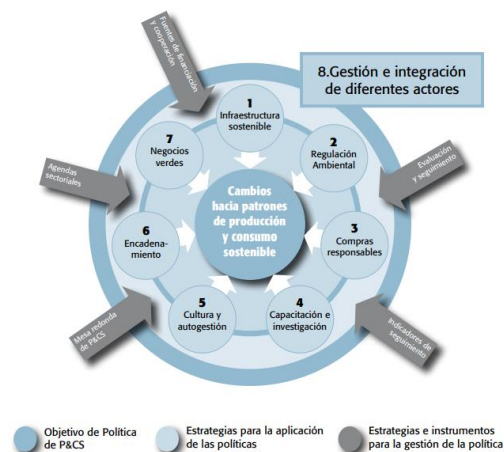 Fuentes de financiación
y cooperación
8.Gestión e integración
de diferentes actores
1
Infraestructura
sostenible
2
Regulación
Ambiental
7
Negocios
verdes
Evaluación
y seguimiento
Agendas
sectoriales
Cambios
hacia patrones
de producción
y consumo
sostenible
3
Compras
responsables
6
Encadena-
miento
5
Cultura y
autogestión
4
Capacitación e
investigación
Mesa redonda
de P&CS
Indicadores de
seguimiento
Objetivo de Política
de P&CS
Estrategias para la aplicación
de las políticas
Estrategias e instrumentos
para la gestión de la política